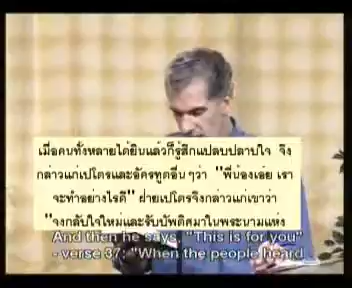 เมื่อคนทั้งหลายได้ยินแล้วก็รู้สึกแปลบปลาบใจ จึง
กล่าวแก่เปโตรและอัครทูตอื่นๆว่า "พี่น้องเอ๋ย เรา
จะทำอย่างไรดี" ฝ่ายเปโตรจึงกล่าวแก่เขาว่า
"จงกลับใจใหม่และรับบัพติศมาในพระนามแห่ง
And then he says, "This is for you"
- verse 37: "When the people heard